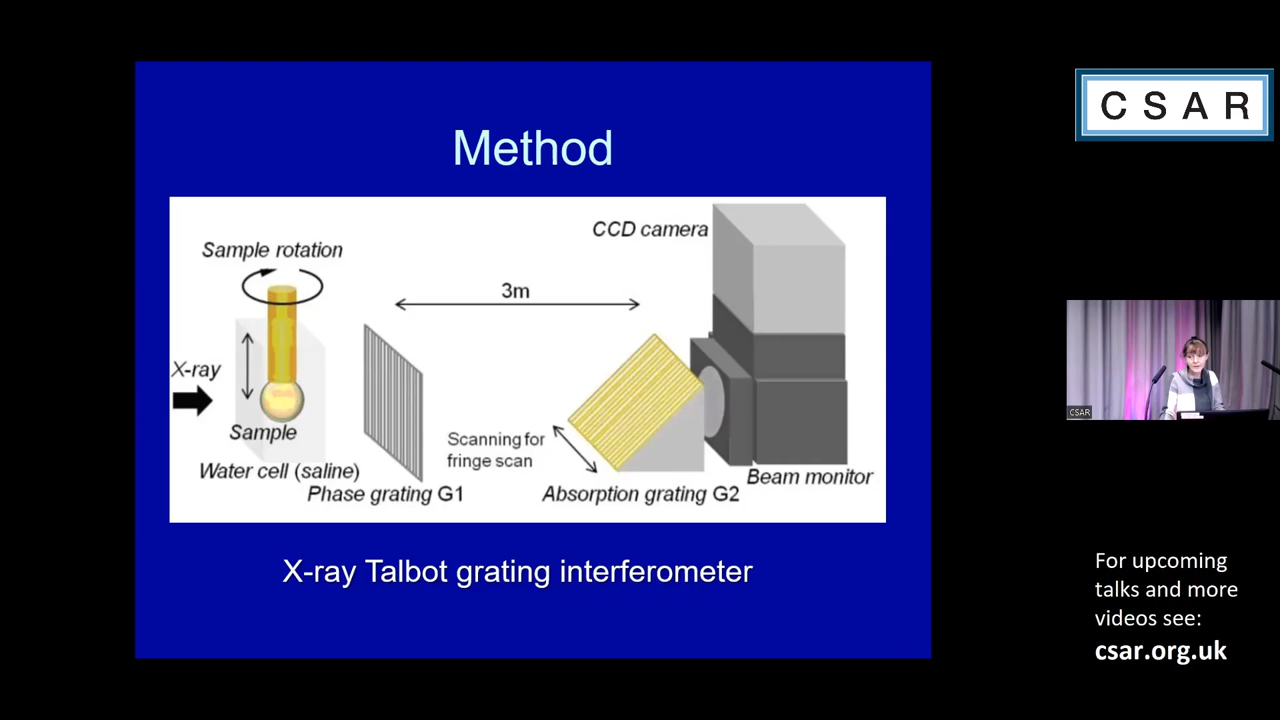 Method
CCD camera
Sample rotation
3m
X-ray
Sample
Scanning for
fringe scan
Water cell (saline)
Phase grating G1
Absorption grating G2
Beam monitor
X-ray Talbot grating interferometer
CSAR
CSAR
For upcoming
talks and more
videos see:
csar.org.uk